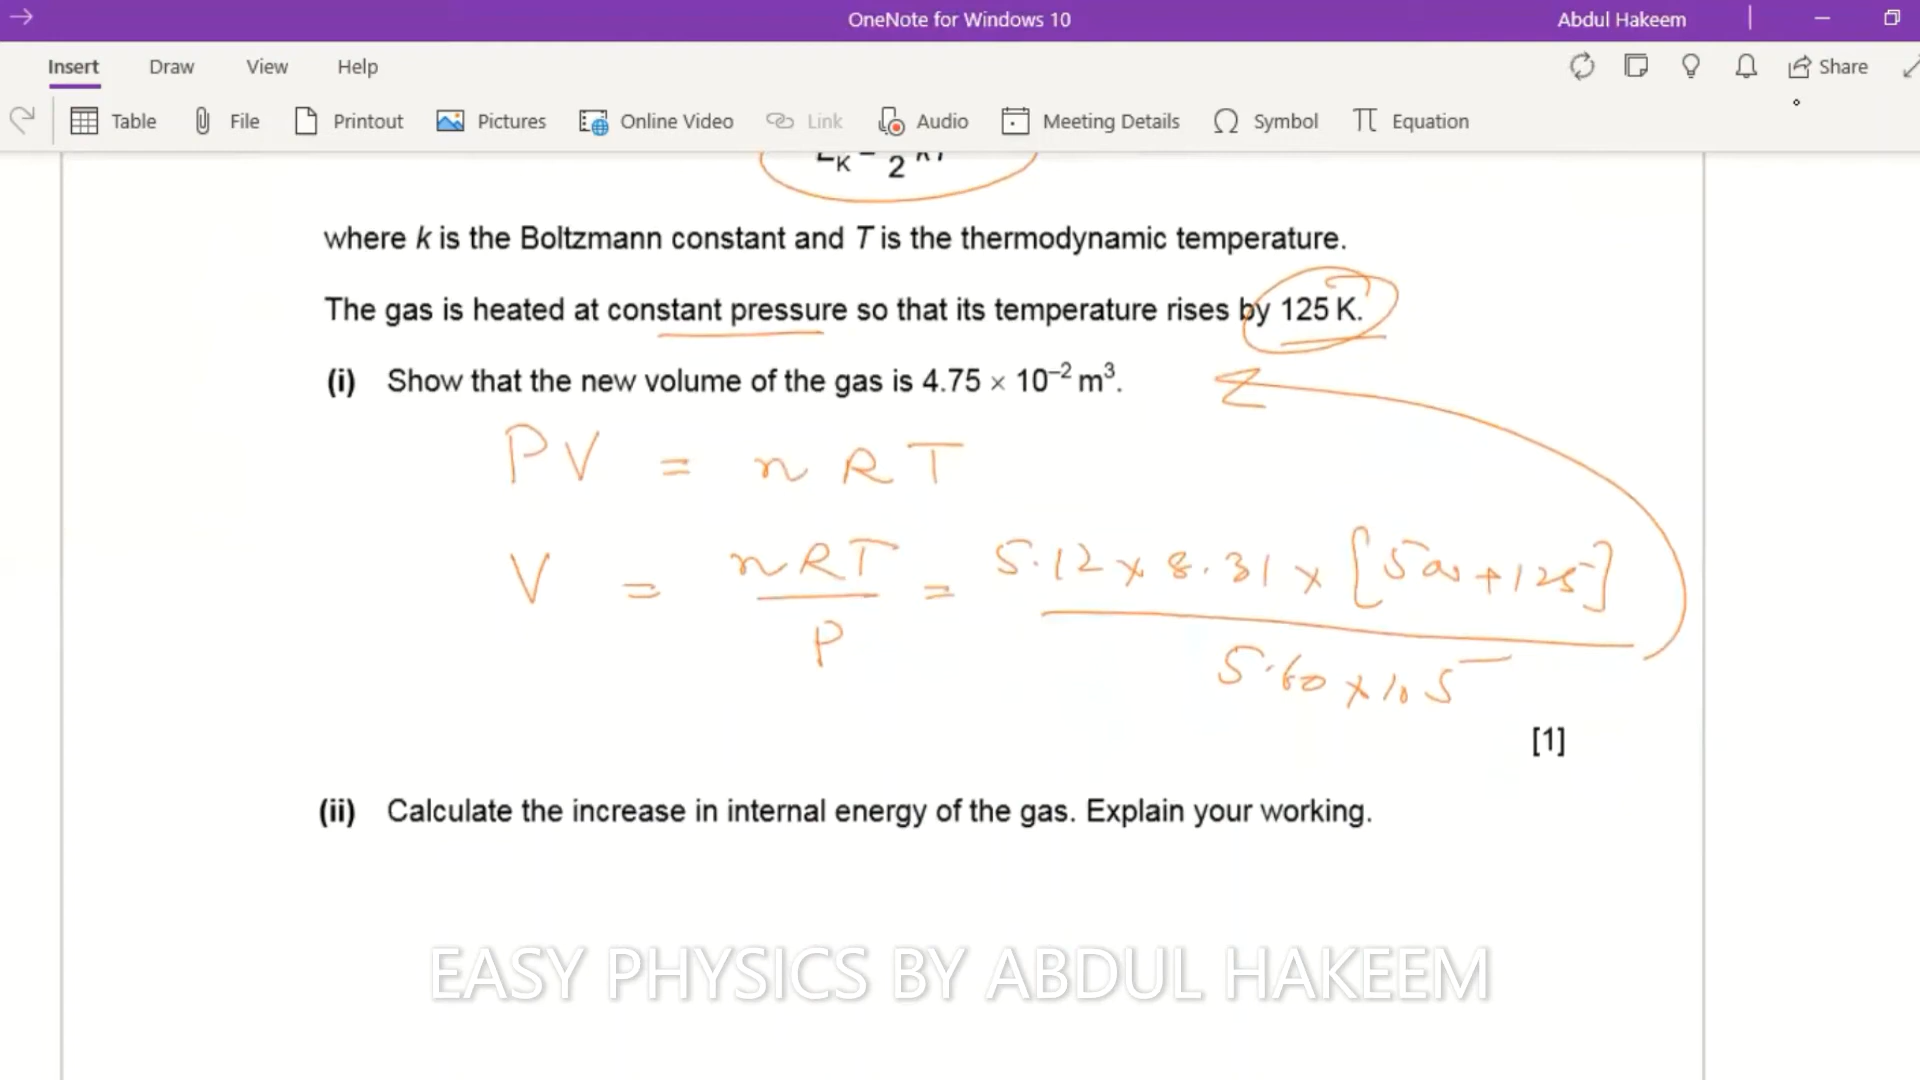 OneNote for Windows 10 Abdul Hakeem
Insert Draw View Help Share
Table File Printout Pictures Online Video Link Audio Meeting Details Symbol Equation
2
where k is the Boltzmann constant and T is the thermodynamic temperature.
The gas is heated at constant pressure so that its temperature rises by 125 K.
(i) Show that the new volume of the gas is 4.75 × 10⁻² m³.
PV = nRT
V = nRT / P = 5.12 × 8.31 × [500 + 125] / 5.60 × 10⁵
[1]
(ii) Calculate the increase in internal energy of the gas. Explain your working.
EASY PHYSICS BY ABDUL HAKEEM